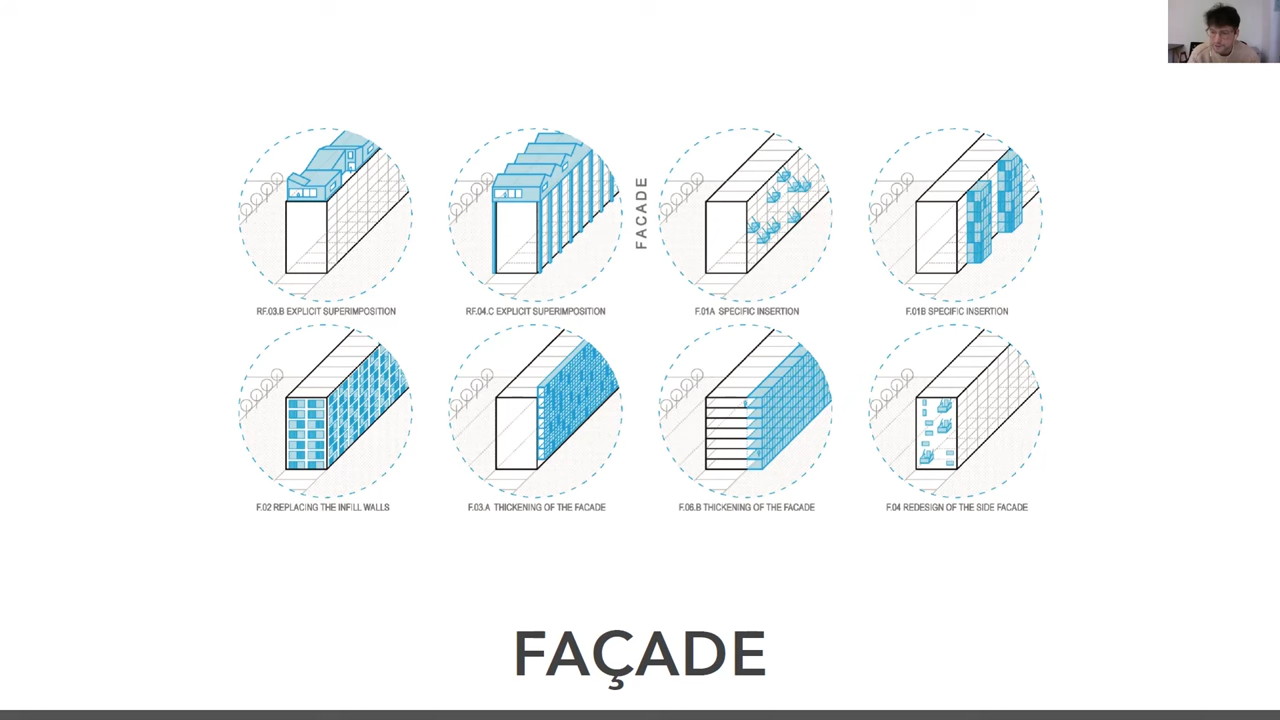 FACADE
RF.03.B EXPLICIT SUPERIMPOSITION
RF.04.C EXPLICIT SUPERIMPOSITION
F.01A SPECIFIC INSERTION
F.01B SPECIFIC INSERTION
F.02 REPLACING THE INFILL WALLS
F.03.A THICKENING OF THE FACADE
F.06.B THICKENING OF THE FACADE
F.04 REDESIGN OF THE SIDE FACADE
FAÇADE